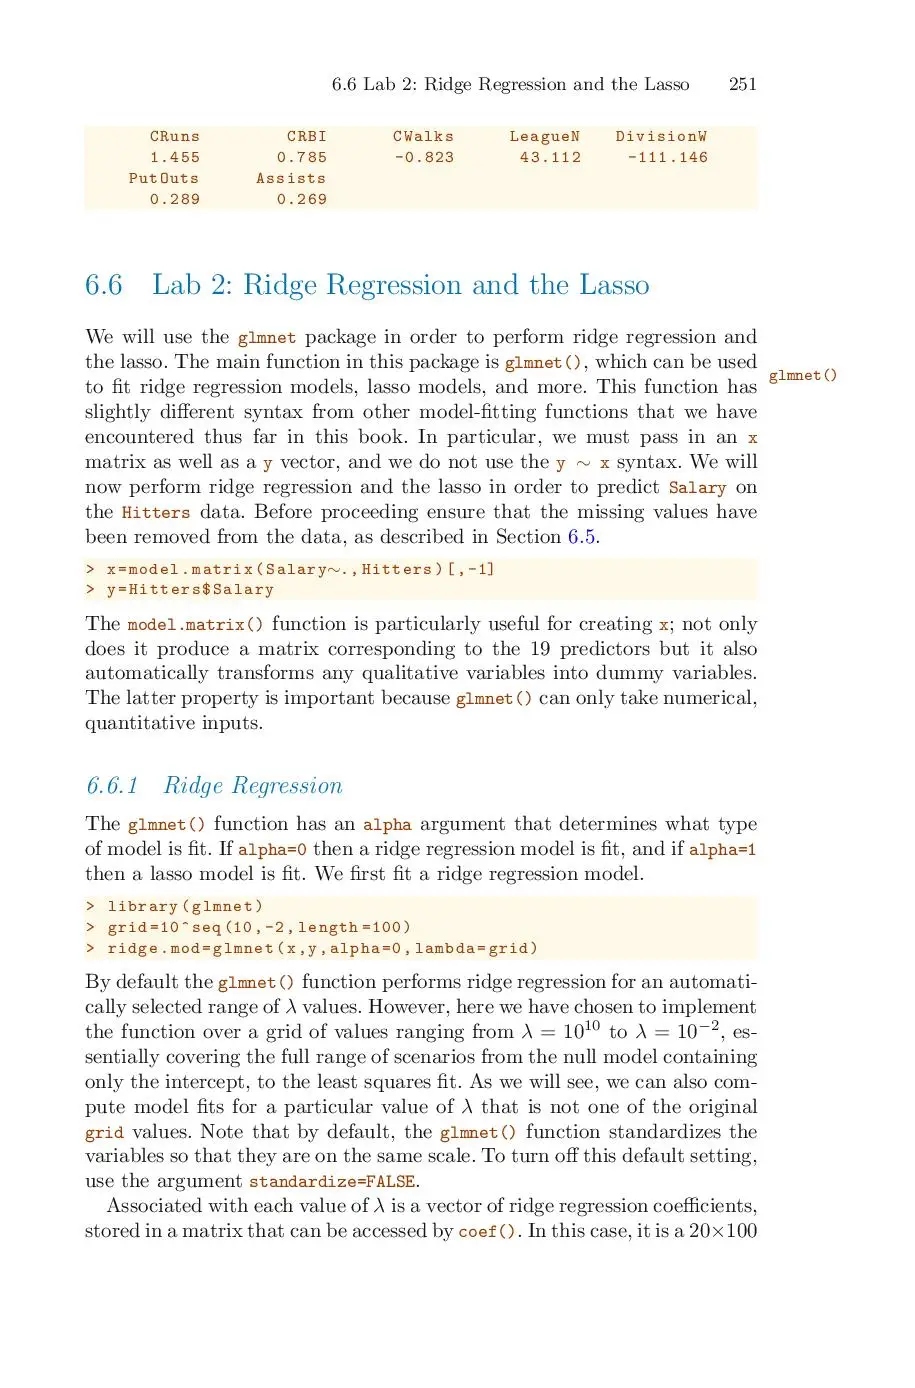 6.6 Lab 2: Ridge Regression and the Lasso 251
CRuns CRBI CWalks LeagueN DivisionW
1.455 0.785 -0.823 43.112 -111.146
PutOuts Assists
0.289 0.269
6.6 Lab 2: Ridge Regression and the Lasso
We will use the glmnet package in order to perform ridge regression and
the lasso. The main function in this package is glmnet(), which can be used
glmnet()
to fit ridge regression models, lasso models, and more. This function has
slightly different syntax from other model-fitting functions that we have
encountered thus far in this book. In particular, we must pass in an x
matrix as well as a y vector, and we do not use the y ∼ x syntax. We will
now perform ridge regression and the lasso in order to predict Salary on
the Hitters data. Before proceeding ensure that the missing values have
been removed from the data, as described in Section 6.5.
> x=model.matrix(Salary∼.,Hitters)[,-1]
> y=Hitters$Salary
The model.matrix() function is particularly useful for creating x; not only
does it produce a matrix corresponding to the 19 predictors but it also
automatically transforms any qualitative variables into dummy variables.
The latter property is important because glmnet() can only take numerical,
quantitative inputs.
6.6.1 Ridge Regression
The glmnet() function has an alpha argument that determines what type
of model is fit. If alpha=0 then a ridge regression model is fit, and if alpha=1
then a lasso model is fit. We first fit a ridge regression model.
> library(glmnet)
> grid=10^seq(10,-2,length=100)
> ridge.mod=glmnet(x,y,alpha=0,lambda=grid)
By default the glmnet() function performs ridge regression for an automati-
cally selected range of λ values. However, here we have chosen to implement
the function over a grid of values ranging from λ = 10¹⁰ to λ = 10⁻², es-
sentially covering the full range of scenarios from the null model containing
only the intercept, to the least squares fit. As we will see, we can also com-
pute model fits for a particular value of λ that is not one of the original
grid values. Note that by default, the glmnet() function standardizes the
variables so that they are on the same scale. To turn off this default setting,
use the argument standardize=FALSE.
Associated with each value of λ is a vector of ridge regression coefficients,
stored in a matrix that can be accessed by coef(). In this case, it is a 20×100